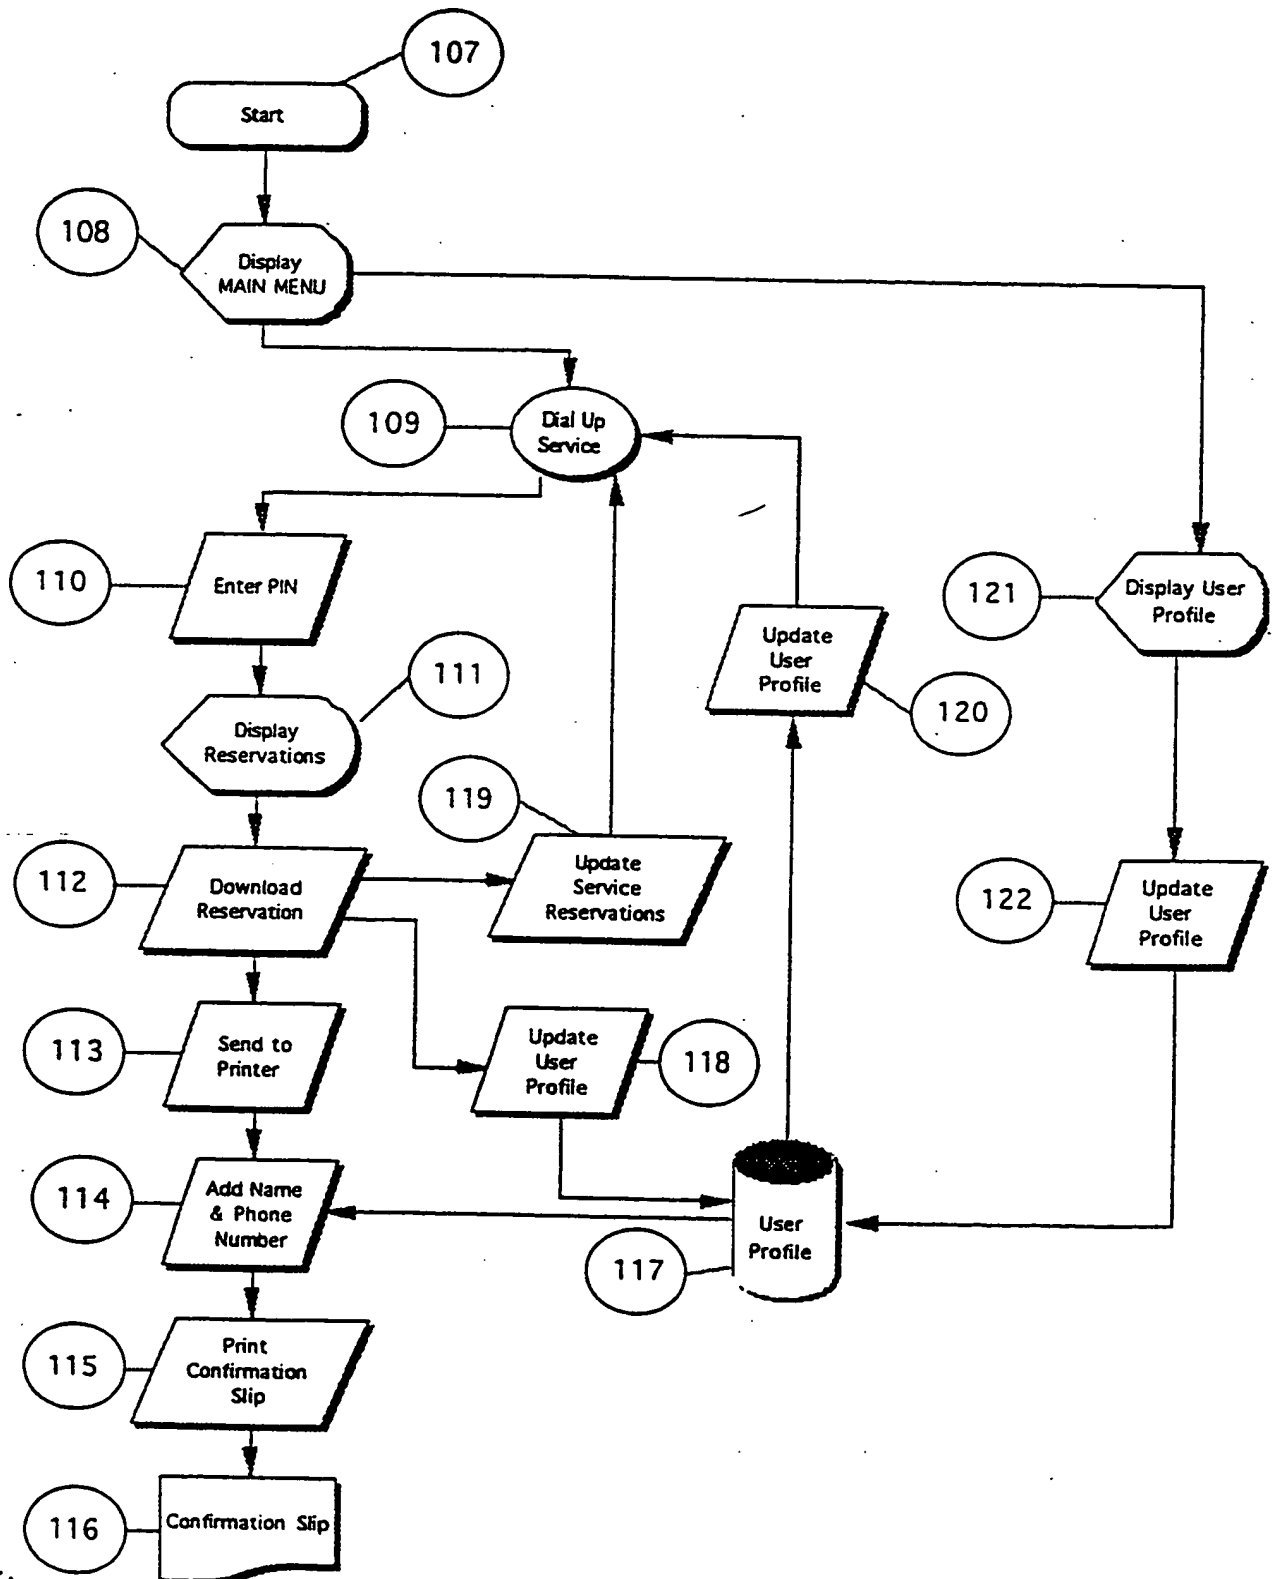 107
Start
108
Display
MAIN MENU
109
Dial Up
Service
110
Enter PIN
121
Display User
Profile
Update
User
Profile
120
111
Display
Reservations
119
Update
Service
Reservations
112
Download
Reservation
122
Update
User
Profile
113
Send to
Printer
Update
User
Profile
118
114
Add Name
& Phone
Number
User
Profile
117
115
Print
Confirmation
Slip
116
Confirmation Slip